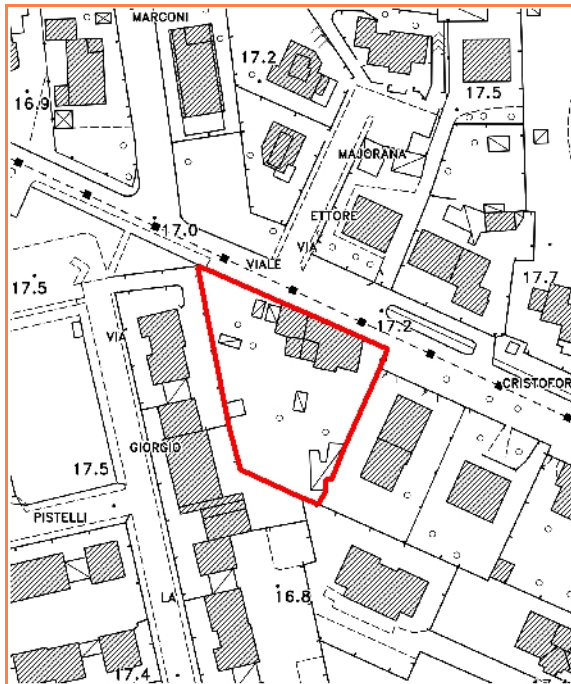 MARCONI
17.2
16.9
17.5
MAJORANA
ETTORE
17.0
VIA
VIALE
17.5
17.7
17.2
VIA
CRISTOFOR
GIORGIO
17.5
PISTELLI
LA
16.8
17.4